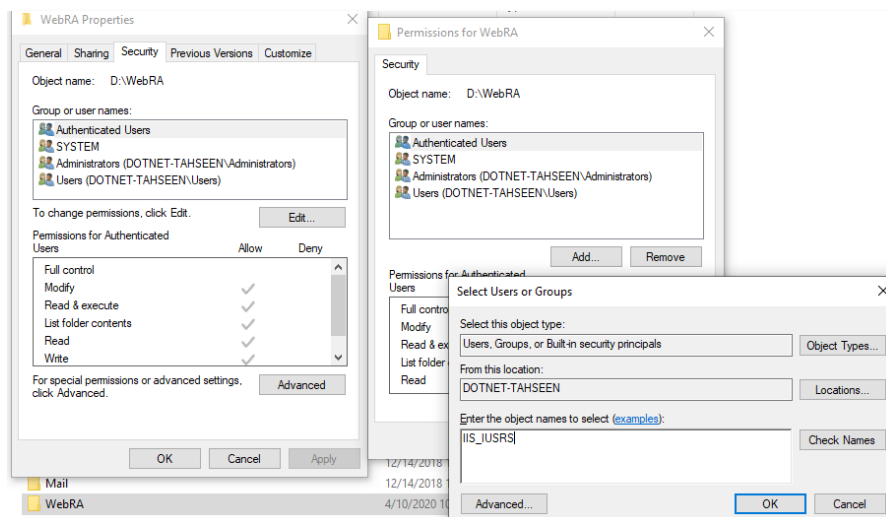 WebRA Properties
General Sharing Security Previous Versions Customize
Object name: D:\WebRA
Group or user names:
Authenticated Users
SYSTEM
Administrators (DOTNET-TAHSEEN\Administrators)
Users (DOTNET-TAHSEEN\Users)
To change permissions, click Edit.
Edit...
Permissions for Authenticated
Users Allow Deny
Full control
Modify
Read & execute
List folder contents
Read
Write
For special permissions or advanced settings,
click Advanced.
Advanced
OK Cancel Apply
Permissions for WebRA
Security
Object name: D:\WebRA
Group or user names:
Authenticated Users
SYSTEM
Administrators (DOTNET-TAHSEEN\Administrators)
Users (DOTNET-TAHSEEN\Users)
Add... Remove
Permissions for Authenticated
Users
Full contro
Modify
Read & ex
List folder
Read
Select Users or Groups
Select this object type:
Users, Groups, or Built-in security principals
Object Types...
From this location:
DOTNET-TAHSEEN
Locations...
Enter the object names to select (examples):
IIS_IUSRS
Check Names
Advanced...
OK Cancel
12/14/2018 1
Mail 12/14/2018 1
WebRA 4/10/2020 10